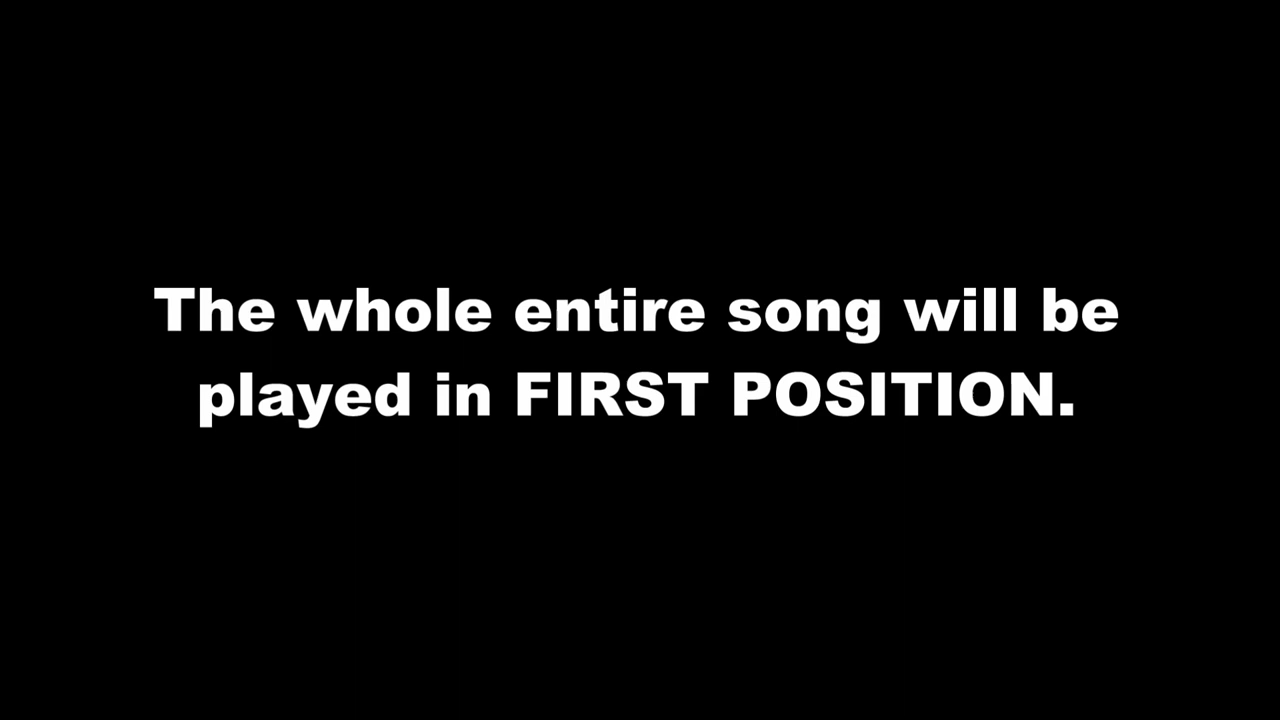 The whole entire song will be
played in FIRST POSITION.